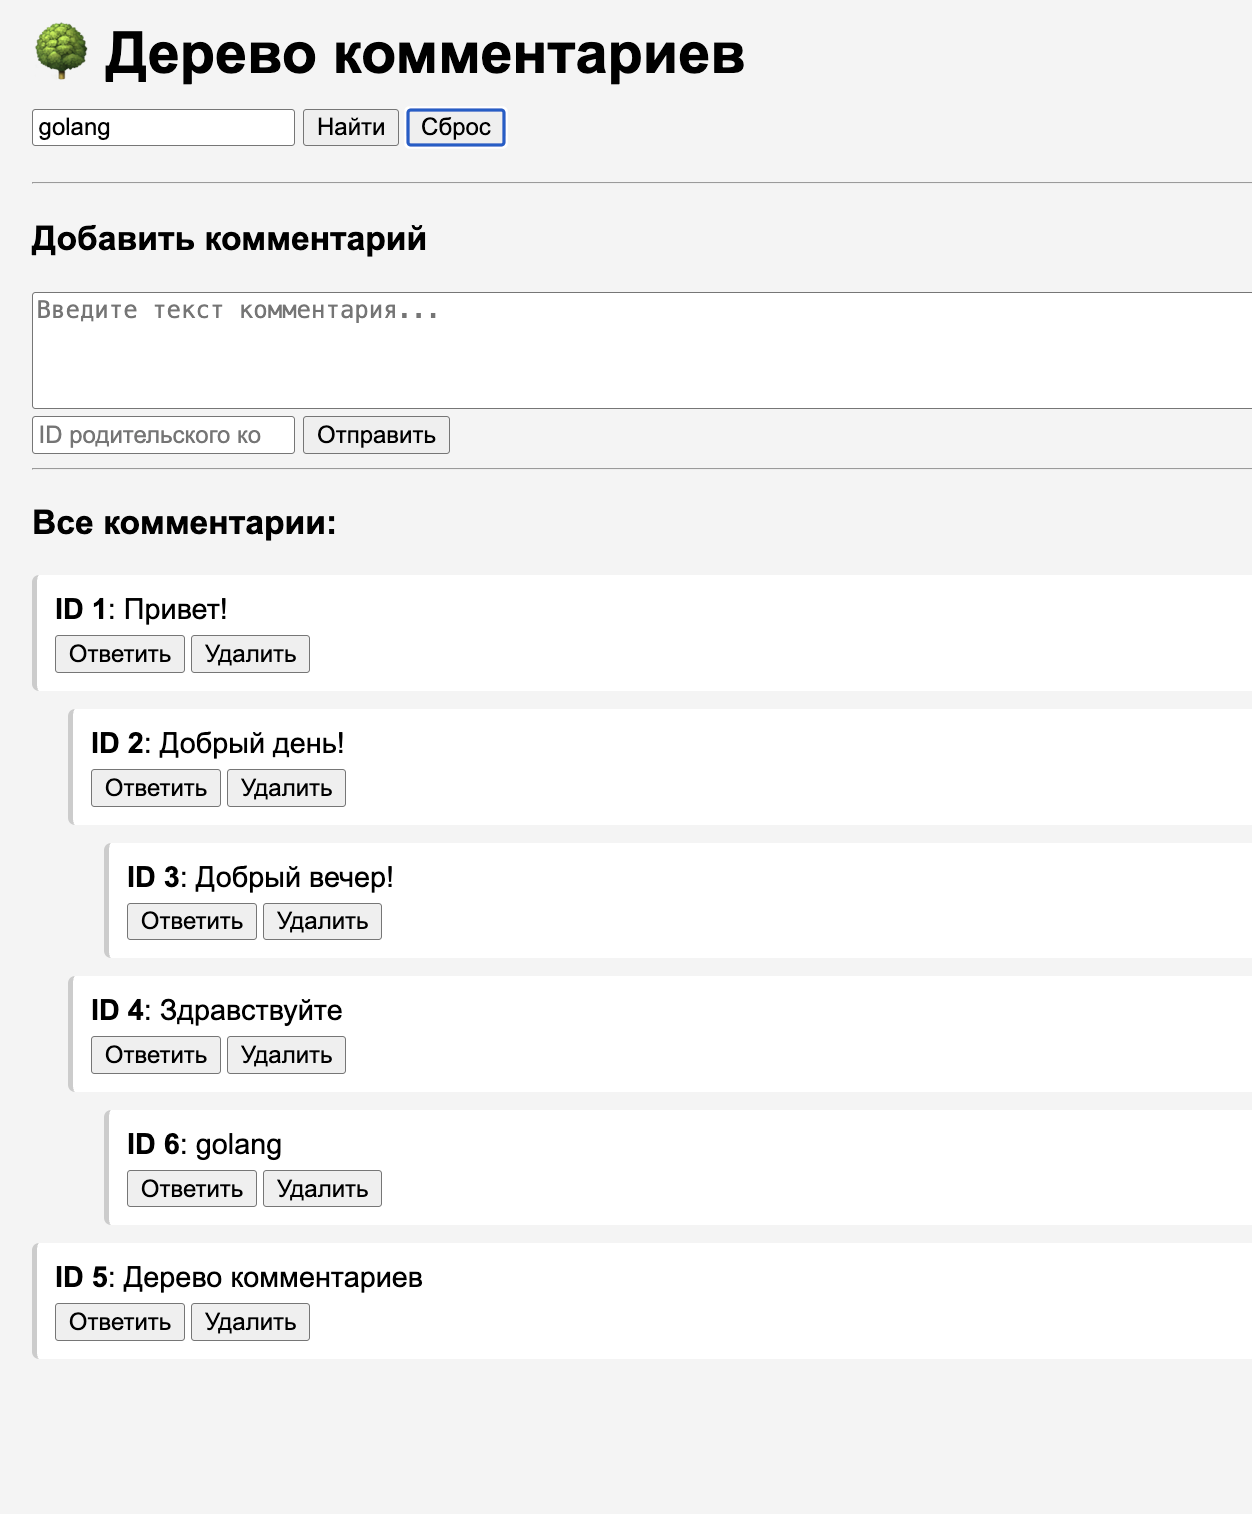 Дерево комментариев
golang Найти Сброс
Добавить комментарий
Введите текст комментария...
ID родительского ко Отправить
Все комментарии:
ID 1: Привет!
Ответить Удалить
ID 2: Добрый день!
Ответить Удалить
ID 3: Добрый вечер!
Ответить Удалить
ID 4: Здравствуйте
Ответить Удалить
ID 6: golang
Ответить Удалить
ID 5: Дерево комментариев
Ответить Удалить